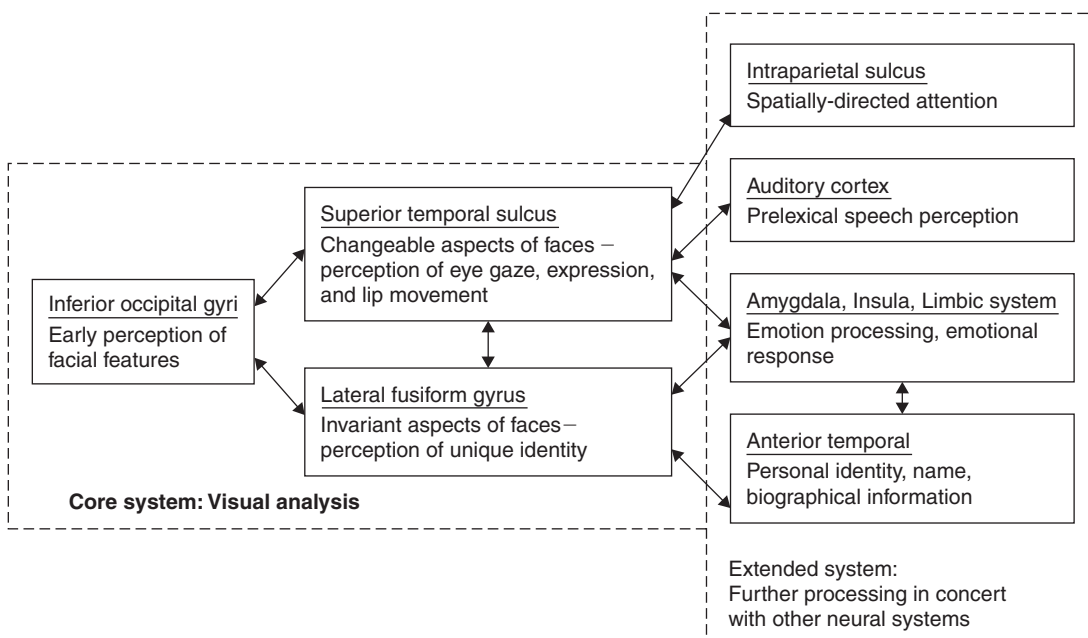 Intraparietal sulcus
Spatially-directed attention
Auditory cortex
Prelexical speech perception
Superior temporal sulcus
Changeable aspects of faces –
perception of eye gaze, expression,
and lip movement
Inferior occipital gyri
Early perception of
facial features
Amygdala, Insula, Limbic system
Emotion processing, emotional
response
Lateral fusiform gyrus
Invariant aspects of faces–
perception of unique identity
Anterior temporal
Personal identity, name,
biographical information
Core system: Visual analysis
Extended system:
Further processing in concert
with other neural systems